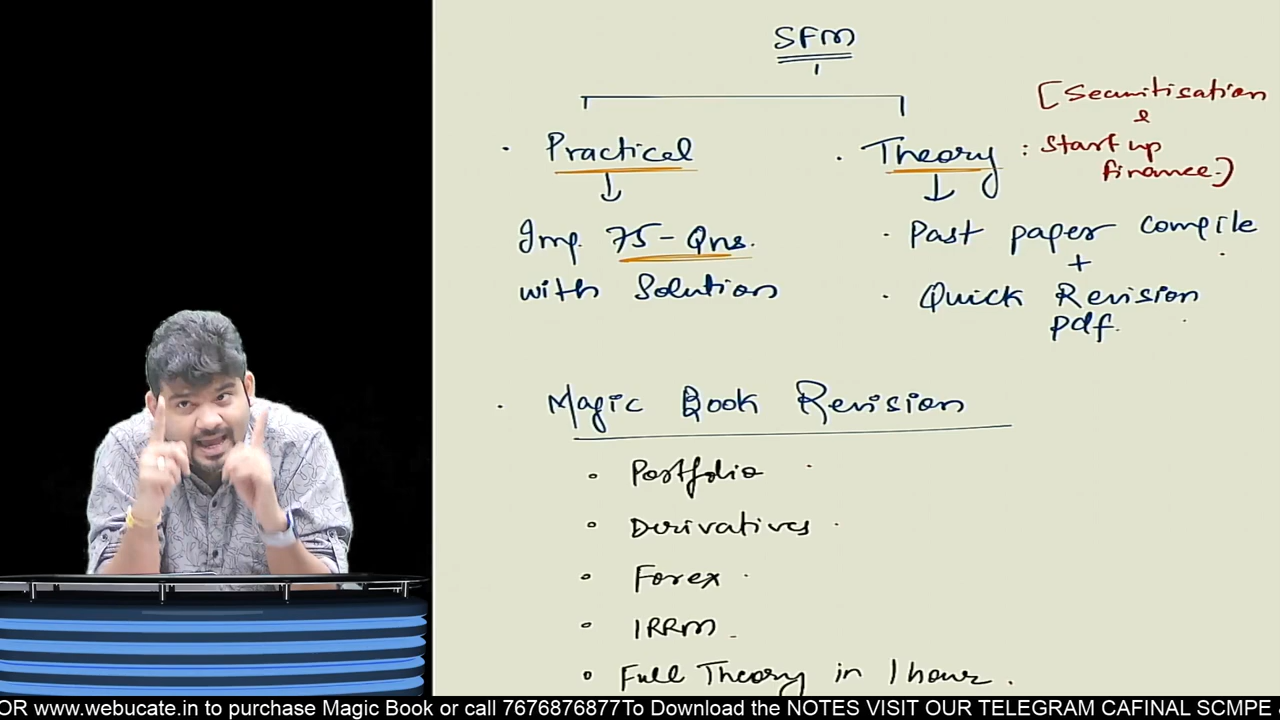 SFM
[Securitisation
&
· Practical
· Theory : Start up
finance.]
Imp. 75 - Qns.
with Solution
· Past paper compile
+
· Quick Revision
pdf.
· Magic Book Revision
○ Portfolio
○ Derivatives
○ Forex
○ IRRM
○ Full Theory in 1 hour.
OR www.webucate.in to purchase Magic Book or call 7676876877To Download the NOTES VISIT OUR TELEGRAM CAFINAL SCMPE